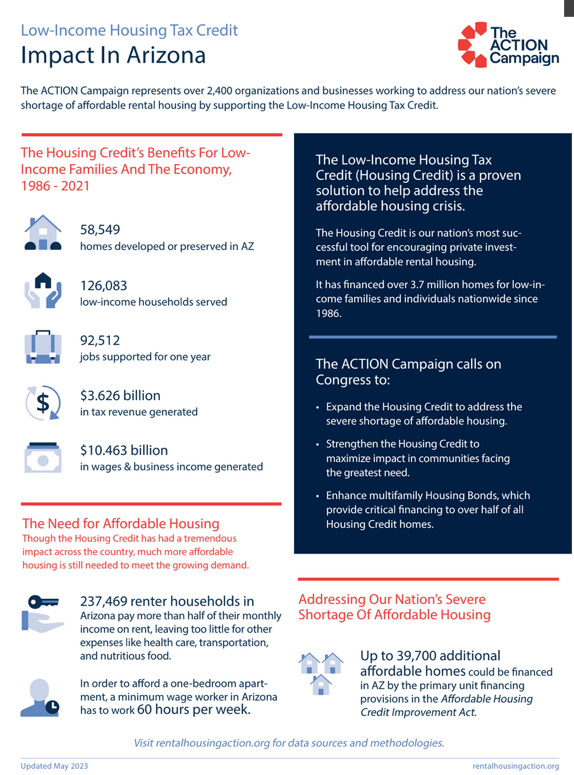 Low-Income Housing Tax Credit
Impact In Arizona
The
ACTION
Campaign
The ACTION Campaign represents over 2,400 organizations and businesses working to address our nation's severe
shortage of affordable rental housing by supporting the Low-Income Housing Tax Credit.
The Housing Credit's Benefits For Low-
Income Families And The Economy,
1986 - 2021
58,549
homes developed or preserved in AZ
126,083
low-income households served
92,512
jobs supported for one year
$
$3.626 billion
in tax revenue generated
$10.463 billion
in wages & business income generated
The Need for Affordable Housing
Though the Housing Credit has had a tremendous
impact across the country, much more affordable
housing is still needed to meet the growing demand.
237,469 renter households in
Arizona pay more than half of their monthly
income on rent, leaving too little for other
expenses like health care, transportation,
and nutritious food.
In order to afford a one-bedroom apart-
ment, a minimum wage worker in Arizona
has to work 60 hours per week.
The Low-Income Housing Tax
Credit (Housing Credit) is a proven
solution to help address the
affordable housing crisis.
The Housing Credit is our nation's most suc-
cessful tool for encouraging private invest-
ment in affordable rental housing.
It has financed over 3.7 million homes for low-in-
come families and individuals nationwide since
1986.
The ACTION Campaign calls on
Congress to:
• Expand the Housing Credit to address the
severe shortage of affordable housing.
• Strengthen the Housing Credit to
maximize impact in communities facing
the greatest need.
• Enhance multifamily Housing Bonds, which
provide critical financing to over half of all
Housing Credit homes.
Addressing Our Nation's Severe
Shortage Of Affordable Housing
Up to 39,700 additional
affordable homes could be financed
in AZ by the primary unit financing
provisions in the Affordable Housing
Credit Improvement Act.
Visit rentalhousingaction.org for data sources and methodologies.
Updated May 2023
rentalhousingaction.org